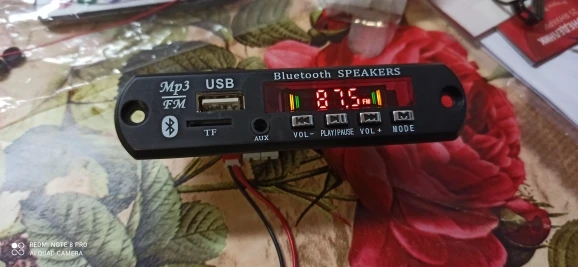 Mp3
FM
USB
TF
AUX
Bluetooth SPEAKERS
87.5 FM
VOL-
PLAY/PAUSE
VOL+
M
MODE
REDMI NOTE 8 PRO
AI QUAD CAMERA